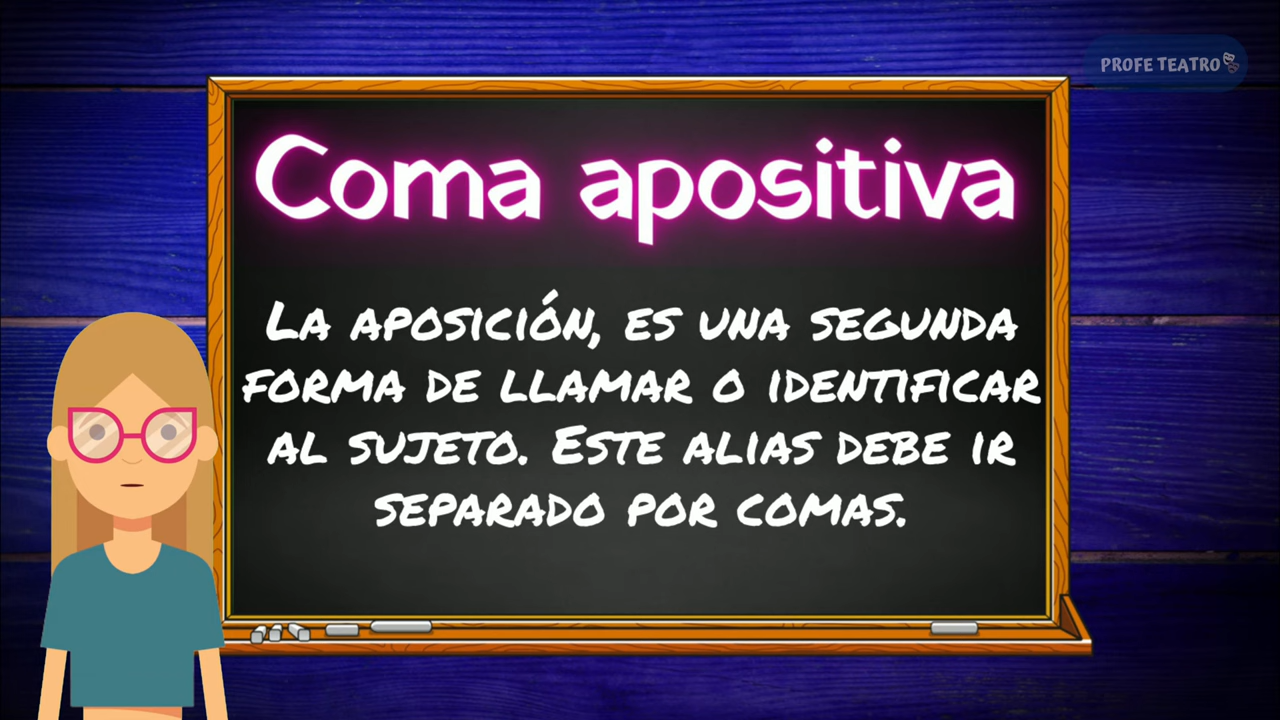 PROFE TEATRO
Coma apositiva
La aposición, es una segunda
forma de llamar o identificar
al sujeto. Este alias debe ir
separado por comas.